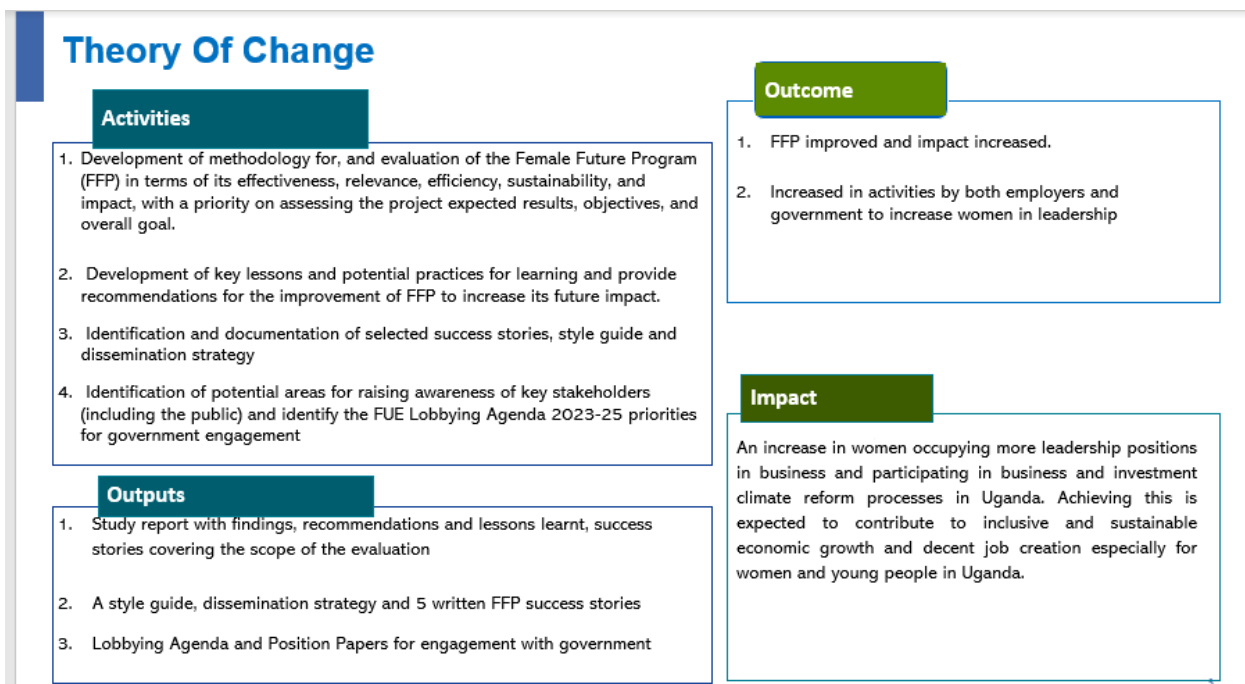 Theory Of Change
Activities
1. Development of methodology for, and evaluation of the Female Future Program
(FFP) in terms of its effectiveness, relevance, efficiency, sustainability, and
impact, with a priority on assessing the project expected results, objectives, and
overall goal.
2. Development of key lessons and potential practices for learning and provide
recommendations for the improvement of FFP to increase its future impact.
3. Identification and documentation of selected success stories, style guide and
dissemination strategy
4. Identification of potential areas for raising awareness of key stakeholders
(including the public) and identify the FUE Lobbying Agenda 2023-25 priorities
for government engagement
Outputs
1. Study report with findings, recommendations and lessons learnt, success
stories covering the scope of the evaluation
2. A style guide, dissemination strategy and 5 written FFP success stories
3. Lobbying Agenda and Position Papers for engagement with government
Outcome
1. FFP improved and impact increased.
2. Increased in activities by both employers and
government to increase women in leadership
Impact
An increase in women occupying more leadership positions
in business and participating in business and investment
climate reform processes in Uganda. Achieving this is
expected to contribute to inclusive and sustainable
economic growth and decent job creation especially for
women and young people in Uganda.